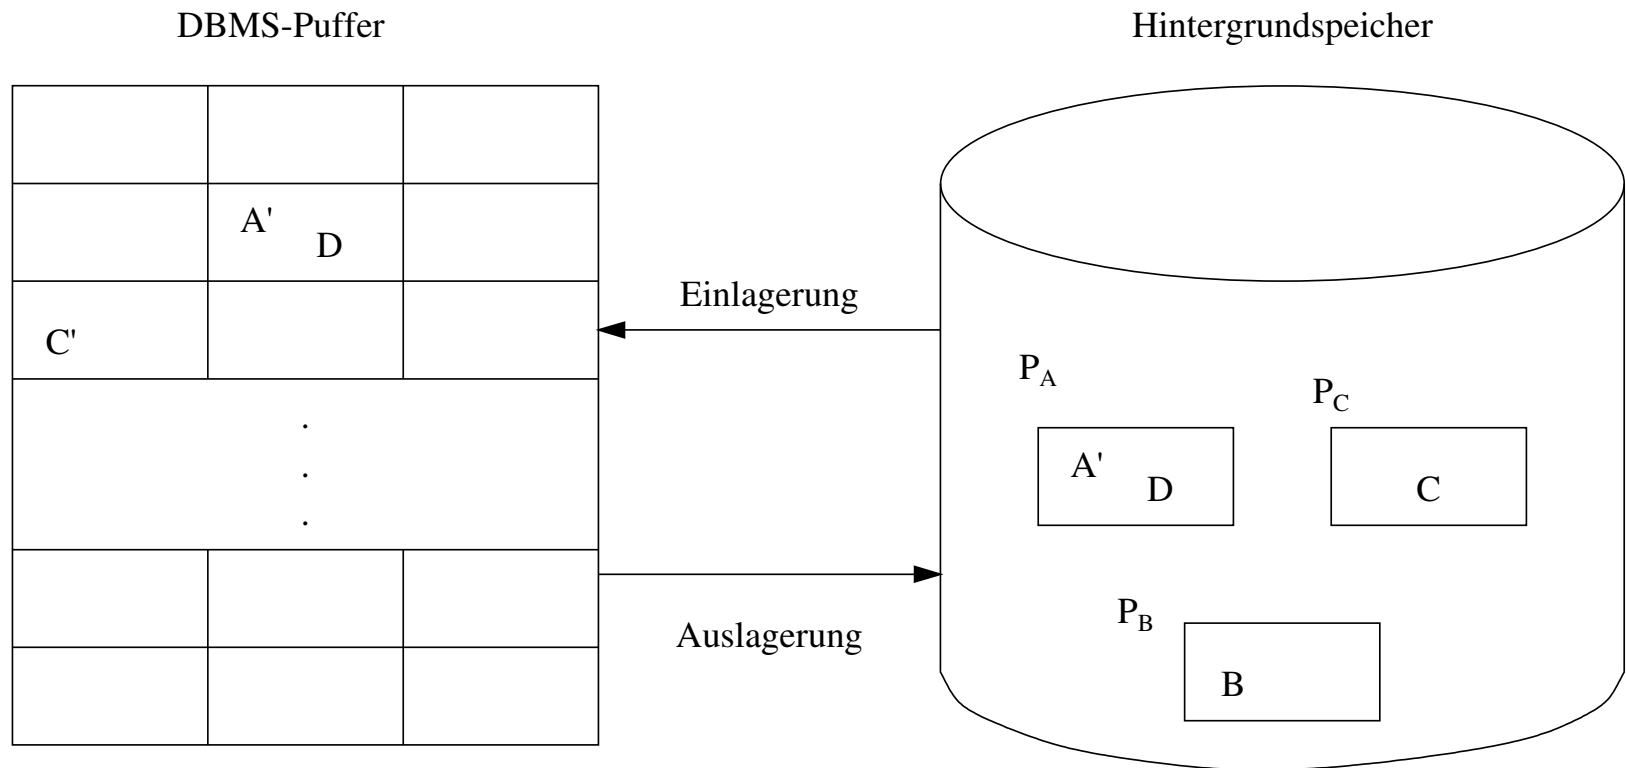 DBMS-Puffer
Hintergrundspeicher
A'
D
C'
.
.
.
Einlagerung
Auslagerung
P_A
A'
D
P_C
C
P_B
B